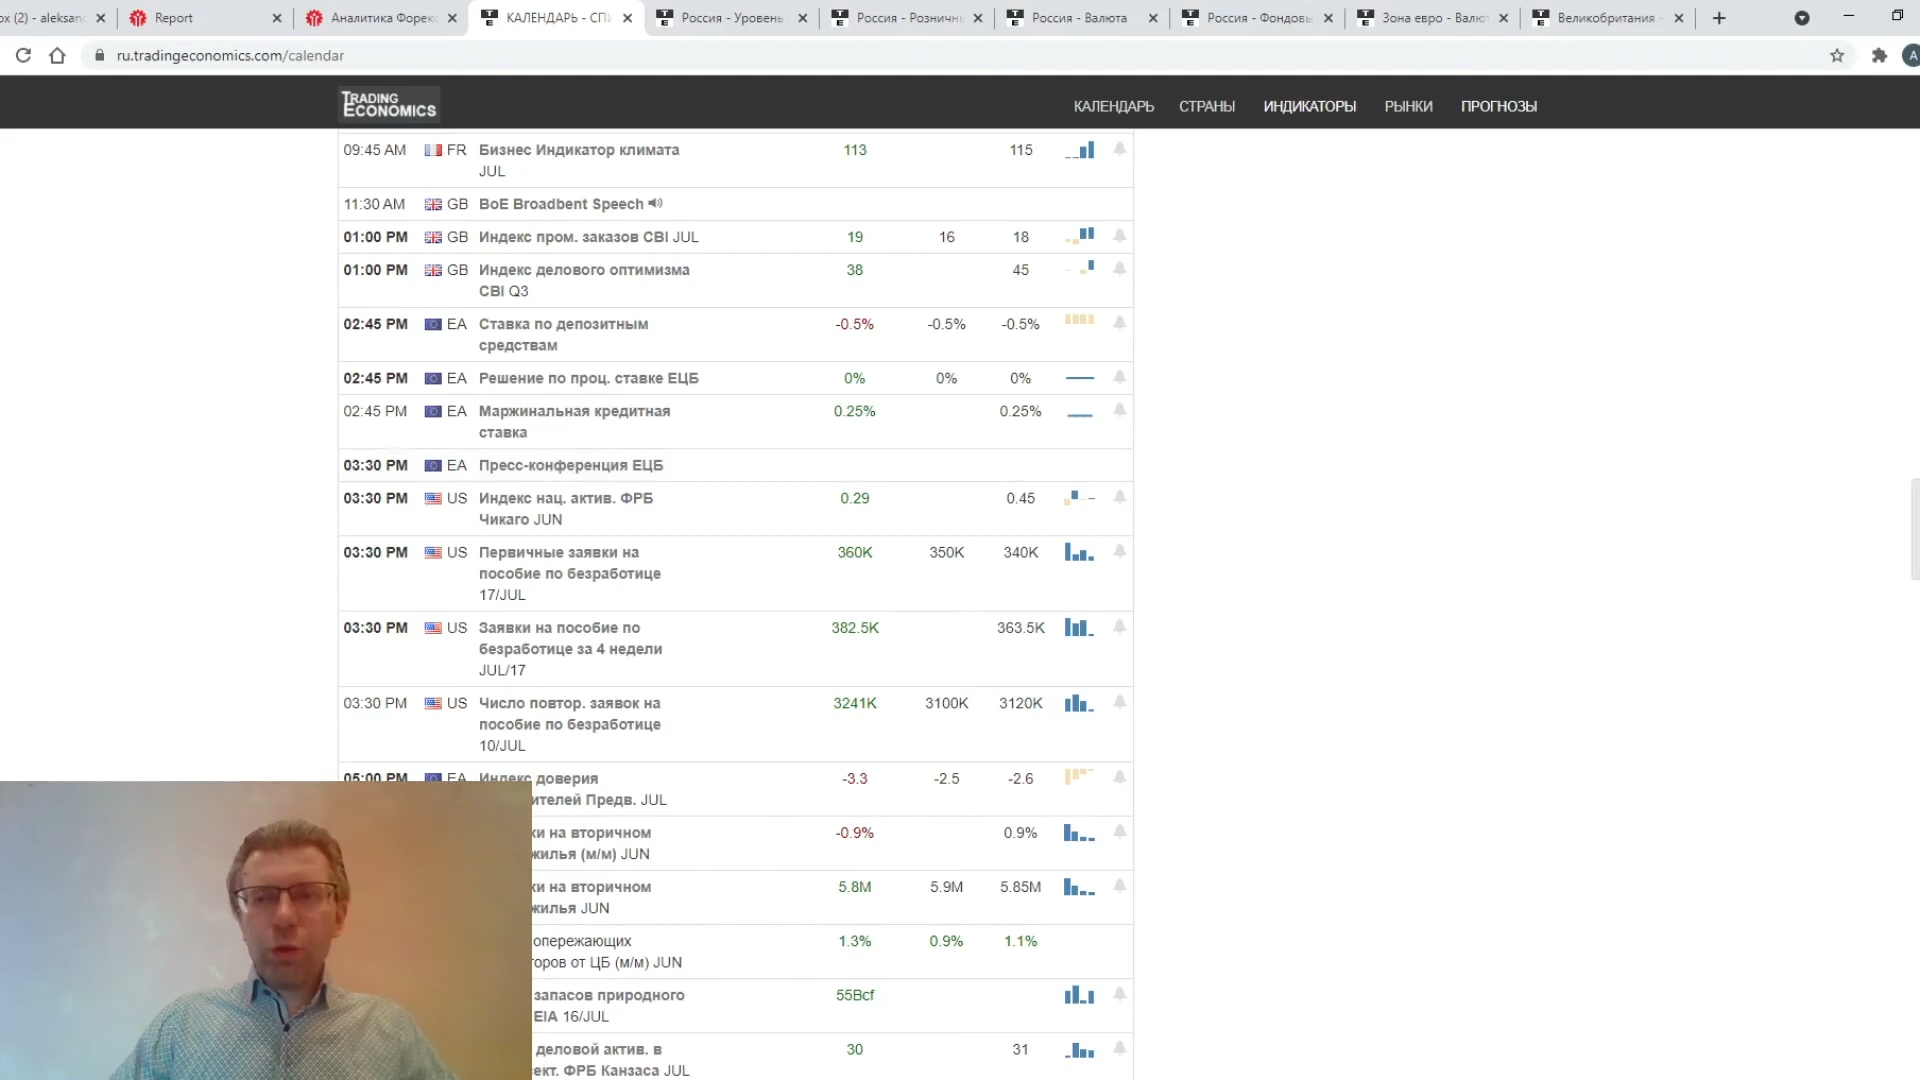 ox (2) - aleksan
Report
Аналитика Форекс
КАЛЕНДАРЬ - СПИ
Россия - Уровень
Россия - Розничн
Россия - Валюта
Россия - Фондовы
Зона евро - Валют
Великобритания -
ru.tradingeconomics.com/calendar
A
TRADING
ECONOMICS
КАЛЕНДАРЬ СТРАНЫ ИНДИКАТОРЫ РЫНКИ ПРОГНОЗЫ
09:45 AM FR Бизнес Индикатор климата 113 115
JUL
11:30 AM GB BoE Broadbent Speech
01:00 PM GB Индекс пром. заказов CBI JUL 19 16 18
01:00 PM GB Индекс делового оптимизма 38 45
CBI Q3
02:45 PM EA Ставка по депозитным -0.5% -0.5% -0.5%
средствам
02:45 PM EA Решение по проц. ставке ЕЦБ 0% 0% 0%
02:45 PM EA Маржинальная кредитная 0.25% 0.25%
ставка
03:30 PM EA Пресс-конференция ЕЦБ
03:30 PM US Индекс нац. актив. ФРБ 0.29 0.45
Чикаго JUN
03:30 PM US Первичные заявки на 360K 350K 340K
пособие по безработице
17/JUL
03:30 PM US Заявки на пособие по 382.5K 363.5K
безработице за 4 недели
JUL/17
03:30 PM US Число повтор. заявок на 3241K 3100K 3120K
пособие по безработице
10/JUL
05:00 PM EA Индекс доверия -3.3 -2.5 -2.6
ителей Предв. JUL
ки на вторичном -0.9% 0.9%
жилья (м/м) JUN
ки на вторичном 5.8M 5.9M 5.85M
жилья JUN
опережающих 1.3% 0.9% 1.1%
торов от ЦБ (м/м) JUN
запасов природного 55Bcf
EIA 16/JUL
деловой актив. в 30 31
ект. ФРБ Канзаса JUL